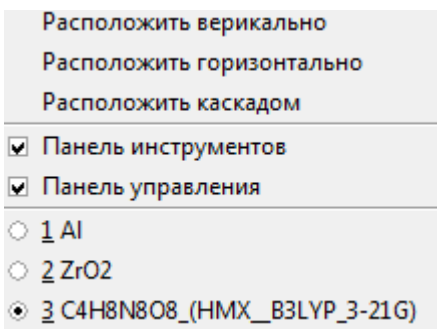 Расположить верикально
Расположить горизонтально
Расположить каскадом
Панель инструментов
Панель управления
1 Al
2 ZrO2
3 C4H8N8O8_(HMX__B3LYP_3-21G)